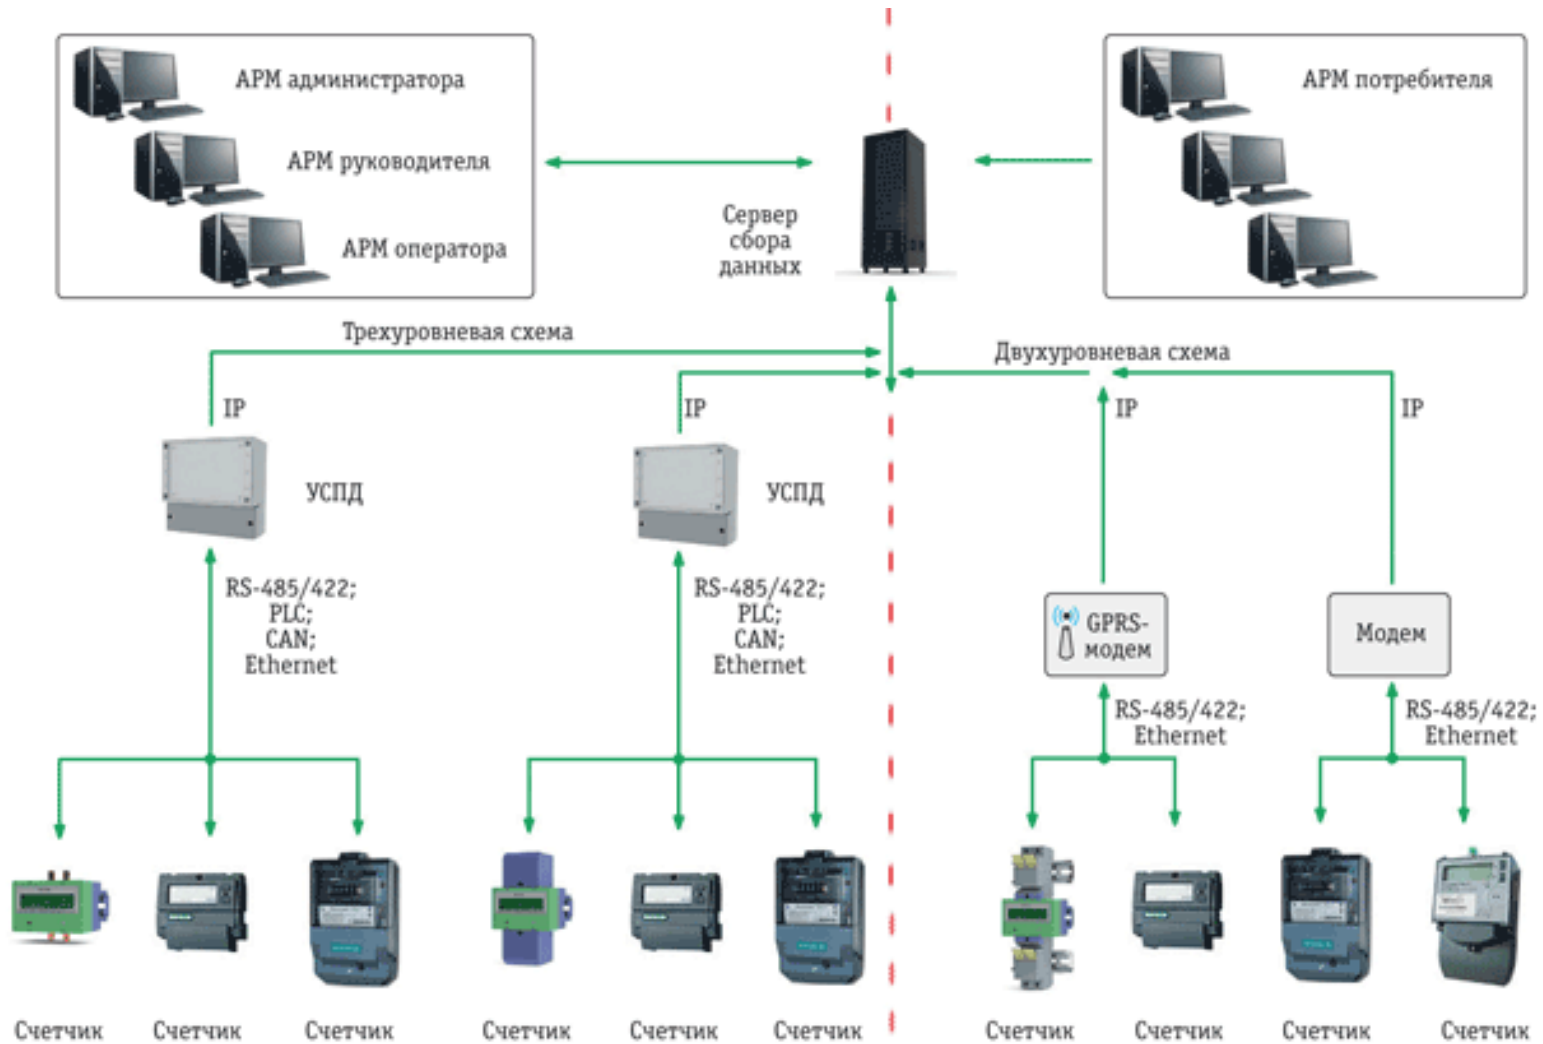 АРМ администратора
АРМ руководителя
АРМ оператора
АРМ потребителя
Сервер
сбора
данных
Трехуровневая схема
Двухуровневая схема
IP
IP
IP
IP
УСПД
УСПД
RS-485/422;
PLC;
CAN;
Ethernet
RS-485/422;
PLC;
CAN;
Ethernet
GPRS-
модем
Модем
RS-485/422;
Ethernet
RS-485/422;
Ethernet
Счетчик
Счетчик
Счетчик
Счетчик
Счетчик
Счетчик
Счетчик
Счетчик
Счетчик
Счетчик